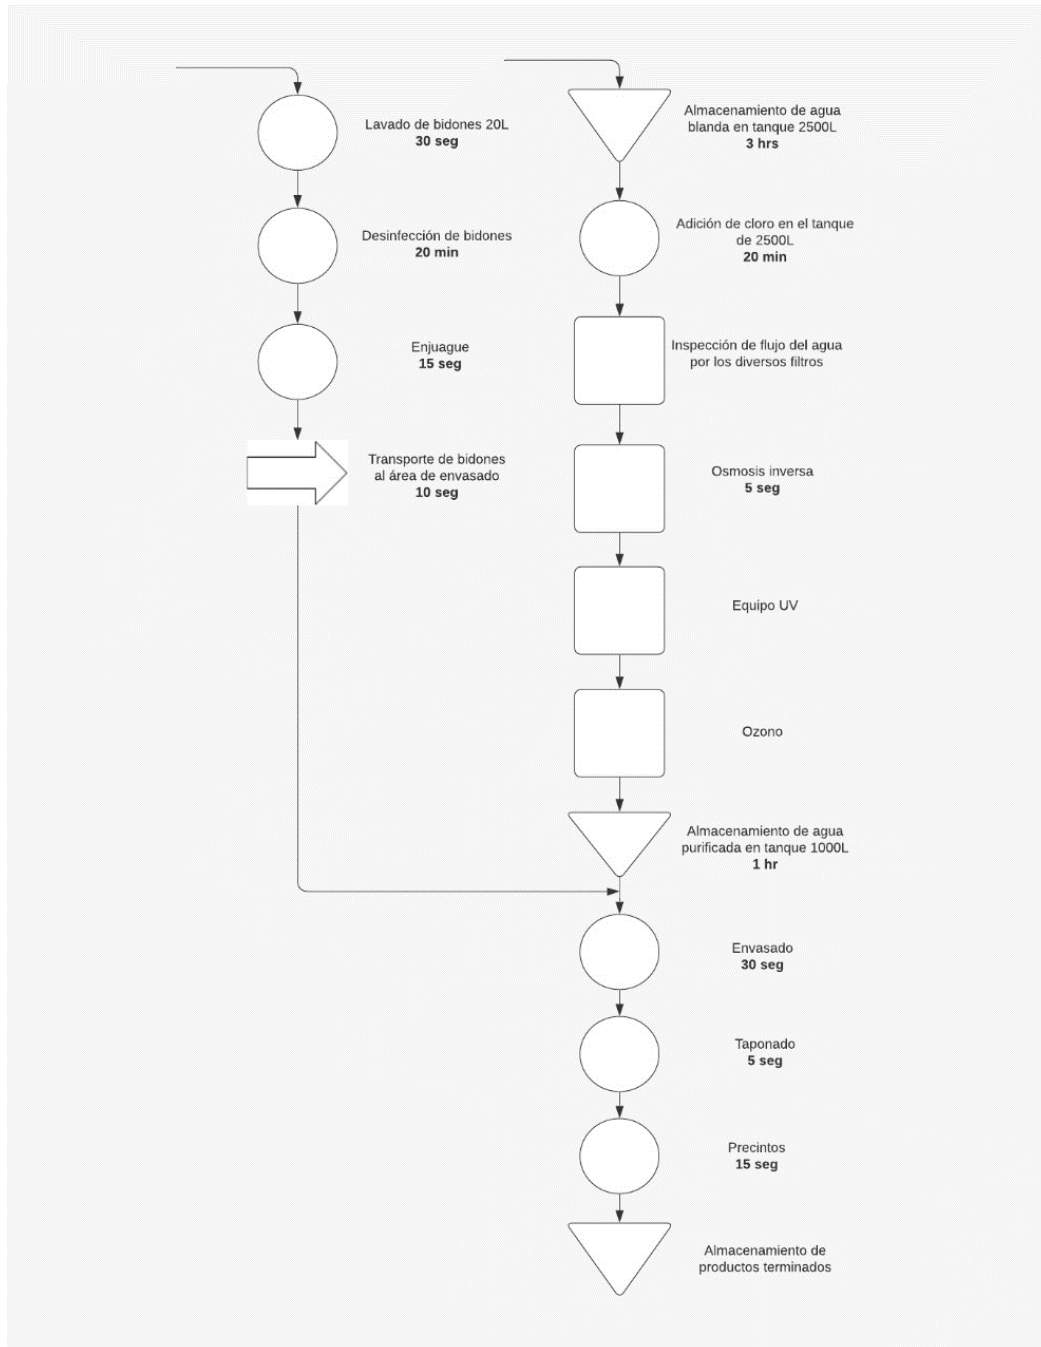 Lavado de bidones 20L
30 seg
Desinfección de bidones
20 min
Enjuague
15 seg
Transporte de bidones
al área de envasado
10 seg
Almacenamiento de agua
blanda en tanque 2500L
3 hrs
Adición de cloro en el tanque
de 2500L
20 min
Inspección de flujo del agua
por los diversos filtros
Osmosis inversa
5 seg
Equipo UV
Ozono
Almacenamiento de agua
purificada en tanque 1000L
1 hr
Envasado
30 seg
Taponado
5 seg
Precintos
15 seg
Almacenamiento de
productos terminados